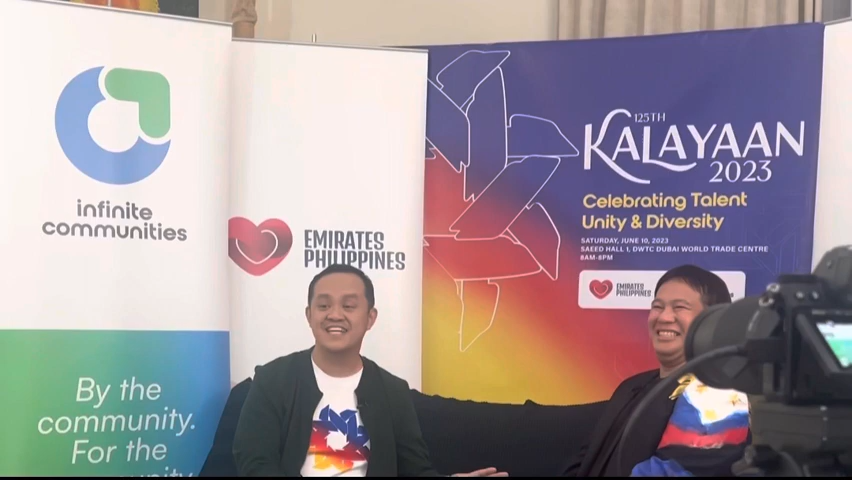 infinite
communities
By the
community.
For the
EMIRATES
PHILIPPINES
125TH
KALAYAAN
2023
Celebrating Talent
Unity & Diversity
SATURDAY, JUNE 10, 2023
SAEED HALL 1, DWTC DUBAI WORLD TRADE CENTRE
8AM-8PM
EMIRATES
PHILIPPINES